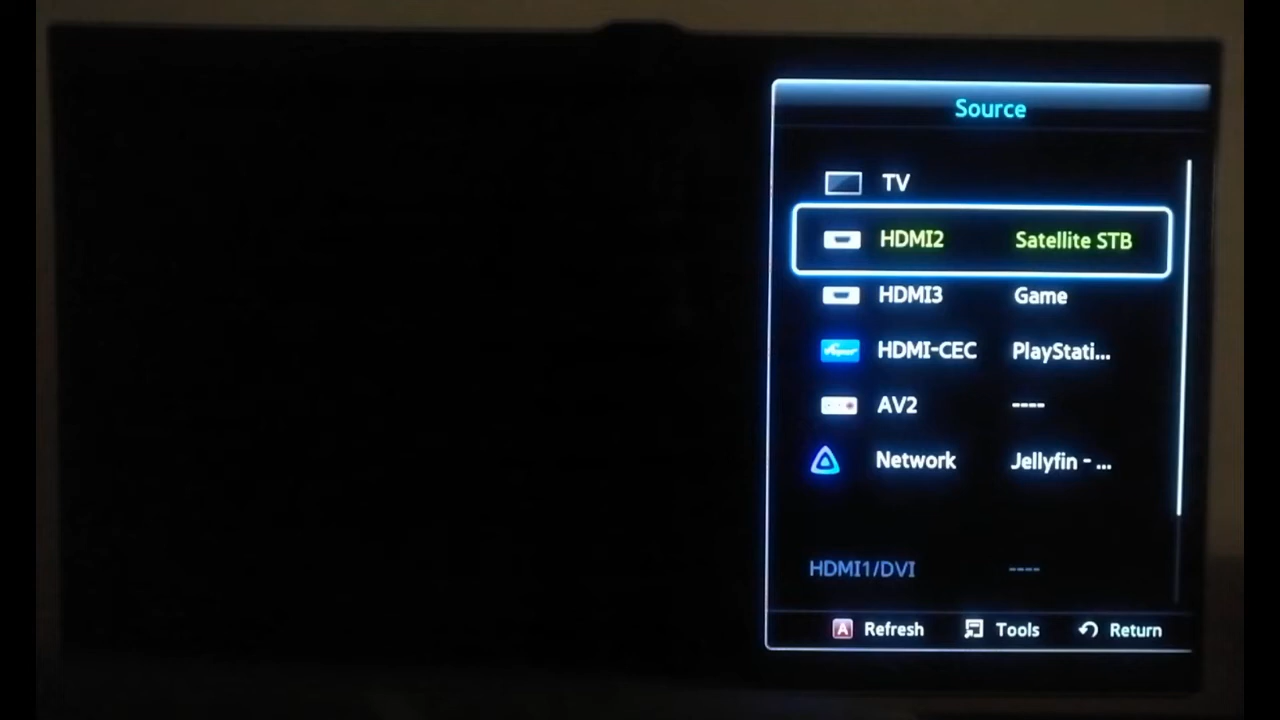 Source
TV
HDMI2 Satellite STB
HDMI3 Game
HDMI-CEC PlayStati...
AV2 ----
Network Jellyfin - ...
HDMI1/DVI ----
A Refresh Tools Return